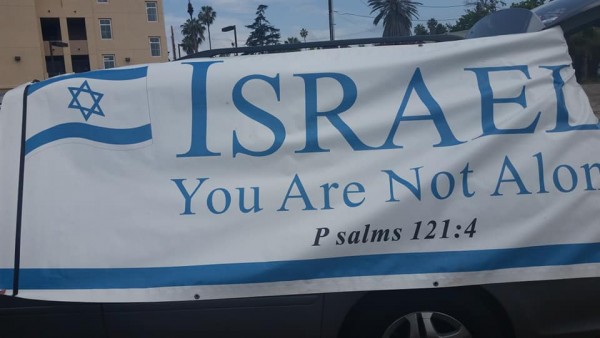 ISRAEL
You Are Not Alon
P salms 121:4